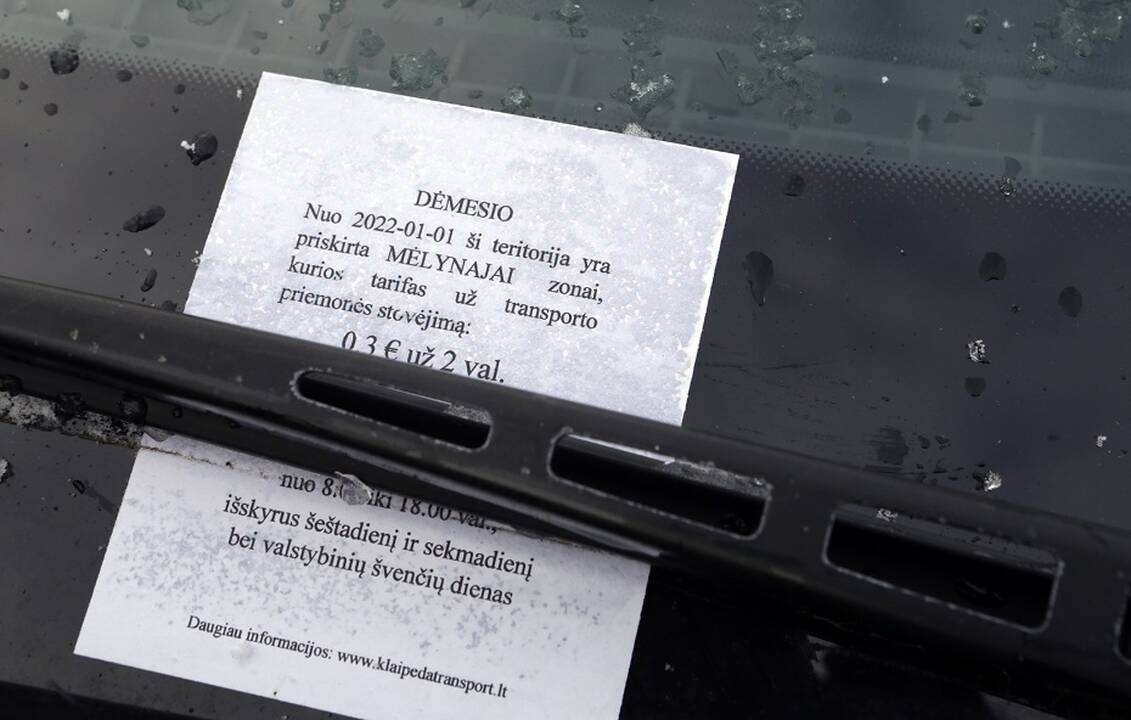 DĖMESIO
Nuo 2022-01-01 ši teritorija yra
priskirta MĖLYNAJAI zonai,
kurios tarifas už transporto
priemonės stovėjimą:
0.3 € už 2 val.
nuo iki 18.00 val.,
išskyrus šeštadienį ir sekmadienį
bei valstybinių švenčių dienas
Daugiau informacijos: www.klaipedatransport.lt